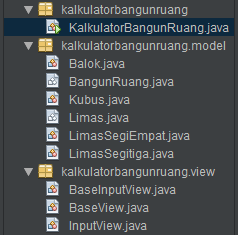 kalkulatorbangunruang
KalkulatorBangunRuang.java
kalkulatorbangunruang.model
Balok.java
BangunRuang.java
Kubus.java
Limas.java
LimasSegiEmpat.java
LimasSegitiga.java
kalkulatorbangunruang.view
BaseInputView.java
BaseView.java
InputView.java